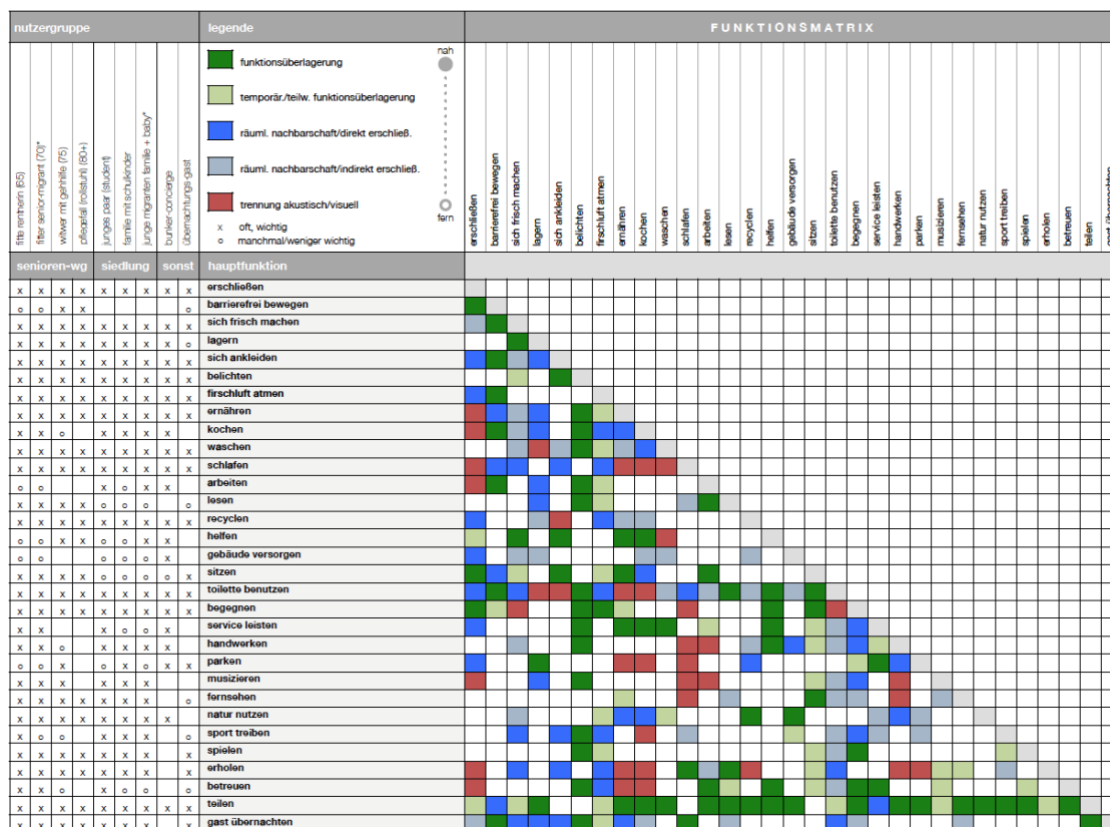 nutzergruppe legende FUNKTIONSMATRIX
fitte rentnerin (65)
fitter senior-migrant (70)*
witwer mit gehhilfe (75)
pflegefall (rollstuhl) (80+)
junges paar (student)
familie mit schulkinder
junge migranten familie + baby*
bunker-concierge
übernachtungs-gast
funktionsüberlagerung
temporär./teilw. funktionsüberlagerung
räuml. nachbarschaft/direkt erschließ.
räuml. nachbarschaft/indirekt erschließ.
trennung akustisch/visuell
x oft, wichtig
o manchmal/weniger wichtig
nah
fern
erschließen
barrierefrei bewegen
sich frisch machen
lagern
sich ankleiden
belichten
firschluft atmen
ernähren
kochen
waschen
schlafen
arbeiten
lesen
recyclen
helfen
gebäude versorgen
sitzen
toilette benutzen
begegnen
service leisten
handwerken
parken
musizieren
fernsehen
natur nutzen
sport treiben
spielen
erholen
betreuen
teilen
gast übernachten
senioren-wg siedlung sonst hauptfunktion
x x x x x x x x x erschließen
o o x x o barrierefrei bewegen
x x x x x x x x x sich frisch machen
x x x x x x x x o lagern
x x x x x x x x x sich ankleiden
x x x x x x x x x belichten
x x x x x x x x x firschluft atmen
x x x x x x x x x ernähren
x x o x x x x kochen
x x x x x x x x x waschen
x x x x x x x x x schlafen
o o x o x x arbeiten
x x x x o o o o lesen
x x x x x x x x x recyclen
o o x x o o x x helfen
o o o o o x gebäude versorgen
x x x x o o o o x sitzen
x x x x x x x x x toilette benutzen
x x x x x x x x x begegnen
x x x o o x service leisten
x x o x x x x handwerken
o o x o x o x x parken
x x x x x x musizieren
x x x x x x x o fernsehen
x x x x x x x x natur nutzen
x o o x x x o sport treiben
x x x x x x x x spielen
x x x x x x x x erholen
x x o x o o o betreuen
x x x x x x x x x teilen
x x x x x x x x x gast übernachten